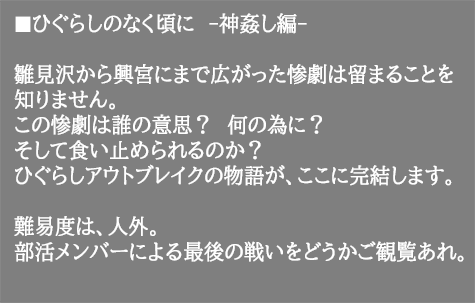 ■ひぐらしのなく頃に　-神姦し編-
雛見沢から興宮にまで広がった惨劇は留まることを
知りません。
この惨劇は誰の意思？　何の為に？
そして食い止められるのか？
ひぐらしアウトブレイクの物語が、ここに完結します。
難易度は、人外。
部活メンバーによる最後の戦いをどうかご観覧あれ。